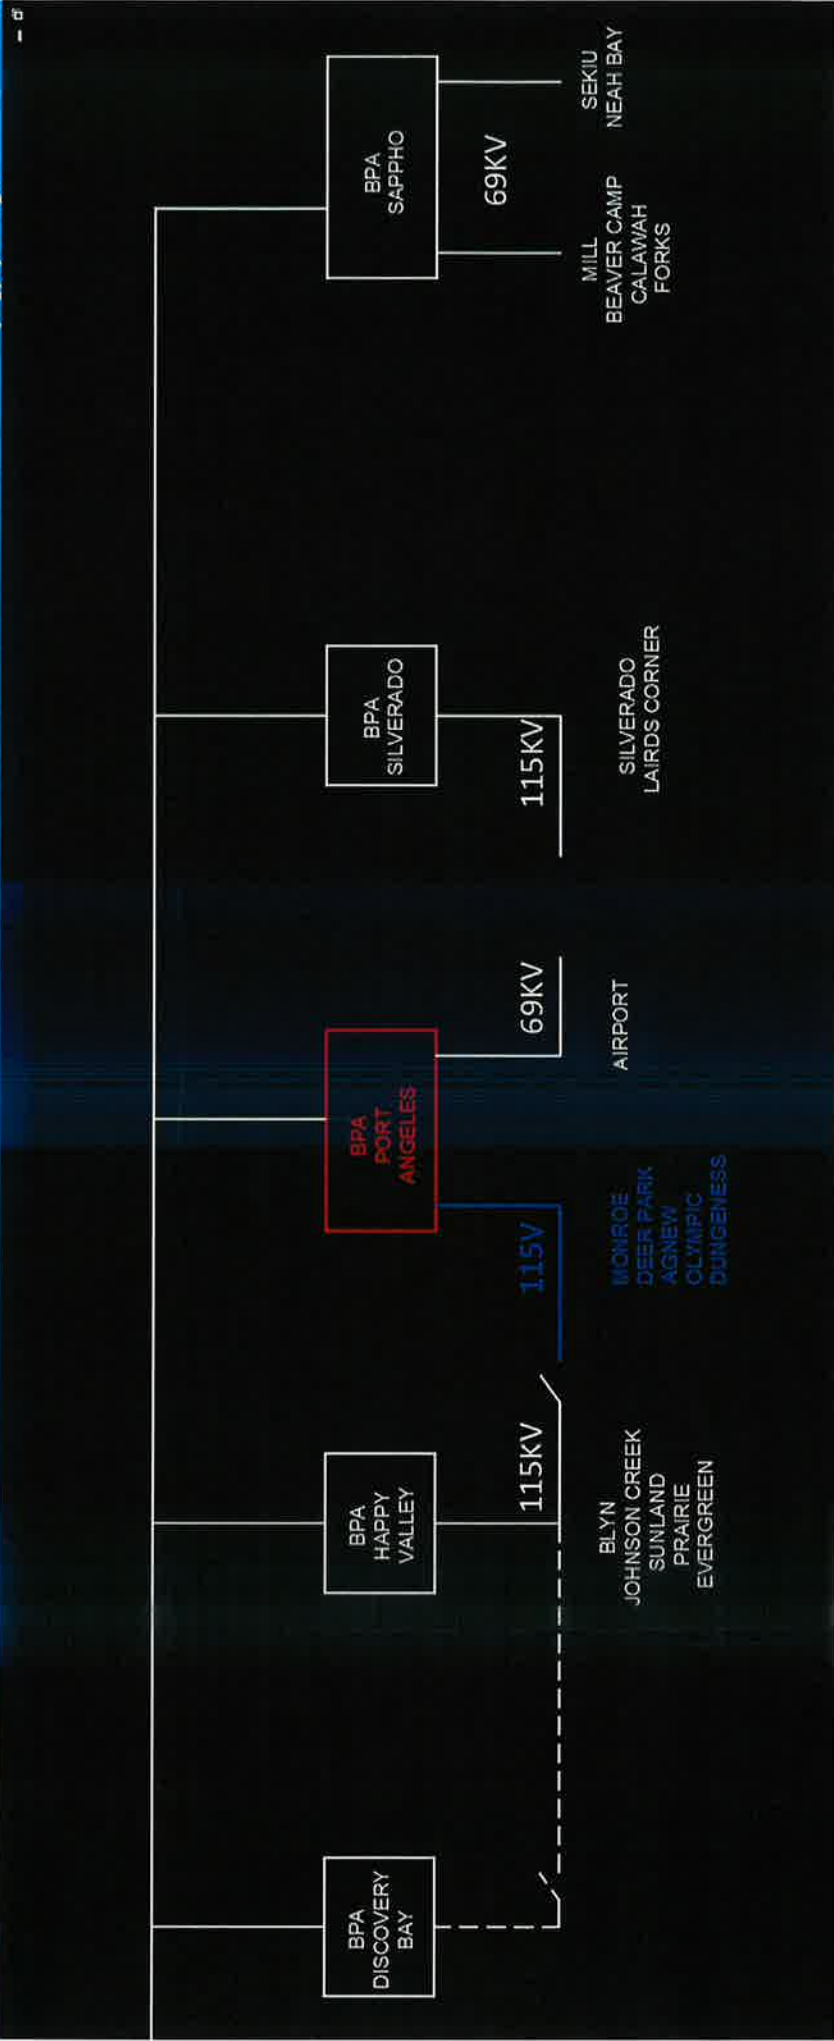 BPA
DISCOVERY
BAY
BPA
HAPPY
VALLEY
115KV
BLYN
JOHNSON CREEK
SUNLAND
PRAIRIE
EVERGREEN
BPA
PORT
ANGELES
115V
MONROE
DEER PARK
AGNEW
OLYMPIC
DUNGENESS
69KV
AIRPORT
BPA
SILVERADO
115KV
SILVERADO
LAIRDS CORNER
BPA
SAPPHO
69KV
MILL
BEAVER CAMP
CALAWAH
FORKS
SEKIU
NEAH BAY